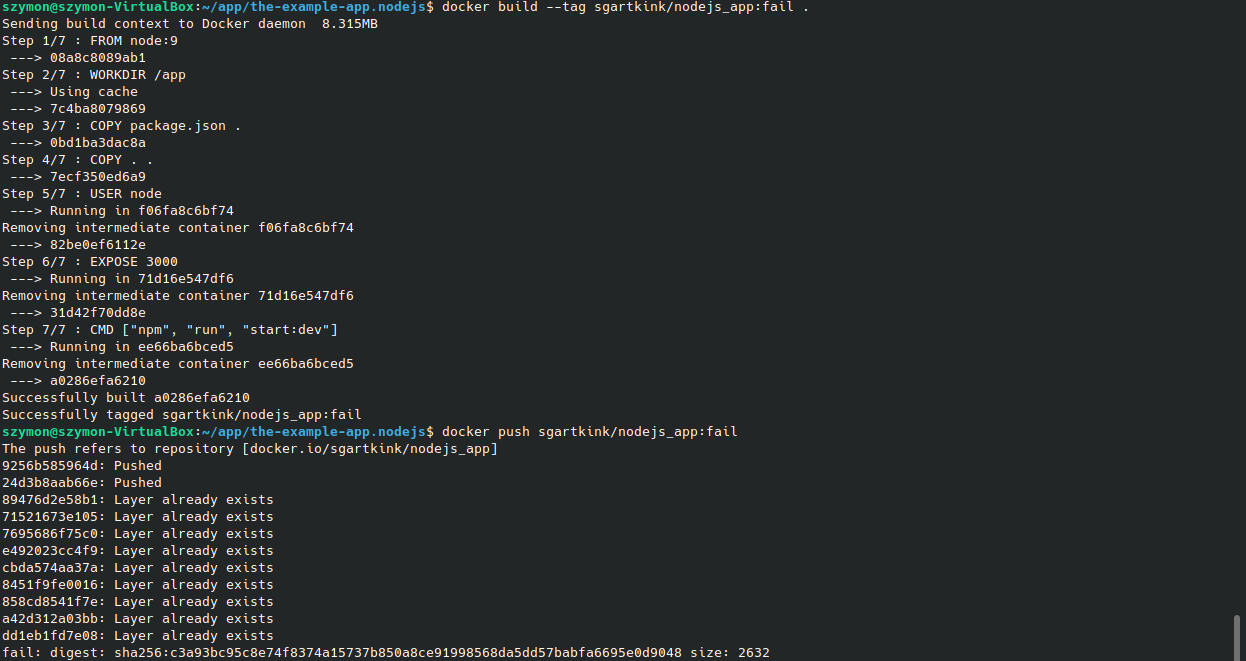 szymon@szymon-VirtualBox:~/app/the-example-app.nodejs$ docker build --tag sgartkink/nodejs_app:fail .
Sending build context to Docker daemon  8.315MB
Step 1/7 : FROM node:9
 ---> 08a8c8089ab1
Step 2/7 : WORKDIR /app
 ---> Using cache
 ---> 7c4ba8079869
Step 3/7 : COPY package.json .
 ---> 0bd1ba3dac8a
Step 4/7 : COPY . .
 ---> 7ecf350ed6a9
Step 5/7 : USER node
 ---> Running in f06fa8c6bf74
Removing intermediate container f06fa8c6bf74
 ---> 82be0ef6112e
Step 6/7 : EXPOSE 3000
 ---> Running in 71d16e547df6
Removing intermediate container 71d16e547df6
 ---> 31d42f70dd8e
Step 7/7 : CMD ["npm", "run", "start:dev"]
 ---> Running in ee66ba6bced5
Removing intermediate container ee66ba6bced5
 ---> a0286efa6210
Successfully built a0286efa6210
Successfully tagged sgartkink/nodejs_app:fail
szymon@szymon-VirtualBox:~/app/the-example-app.nodejs$ docker push sgartkink/nodejs_app:fail
The push refers to repository [docker.io/sgartkink/nodejs_app]
9256b585964d: Pushed
24d3b8aab66e: Pushed
89476d2e58b1: Layer already exists
71521673e105: Layer already exists
7695686f75c0: Layer already exists
e492023cc4f9: Layer already exists
cbda574aa37a: Layer already exists
8451f9fe0016: Layer already exists
858cd8541f7e: Layer already exists
a42d312a03bb: Layer already exists
dd1eb1fd7e08: Layer already exists
fail: digest: sha256:c3a93bc95c8e74f8374a15737b850a8ce91998568da5dd57babfa6695e0d9048 size: 2632